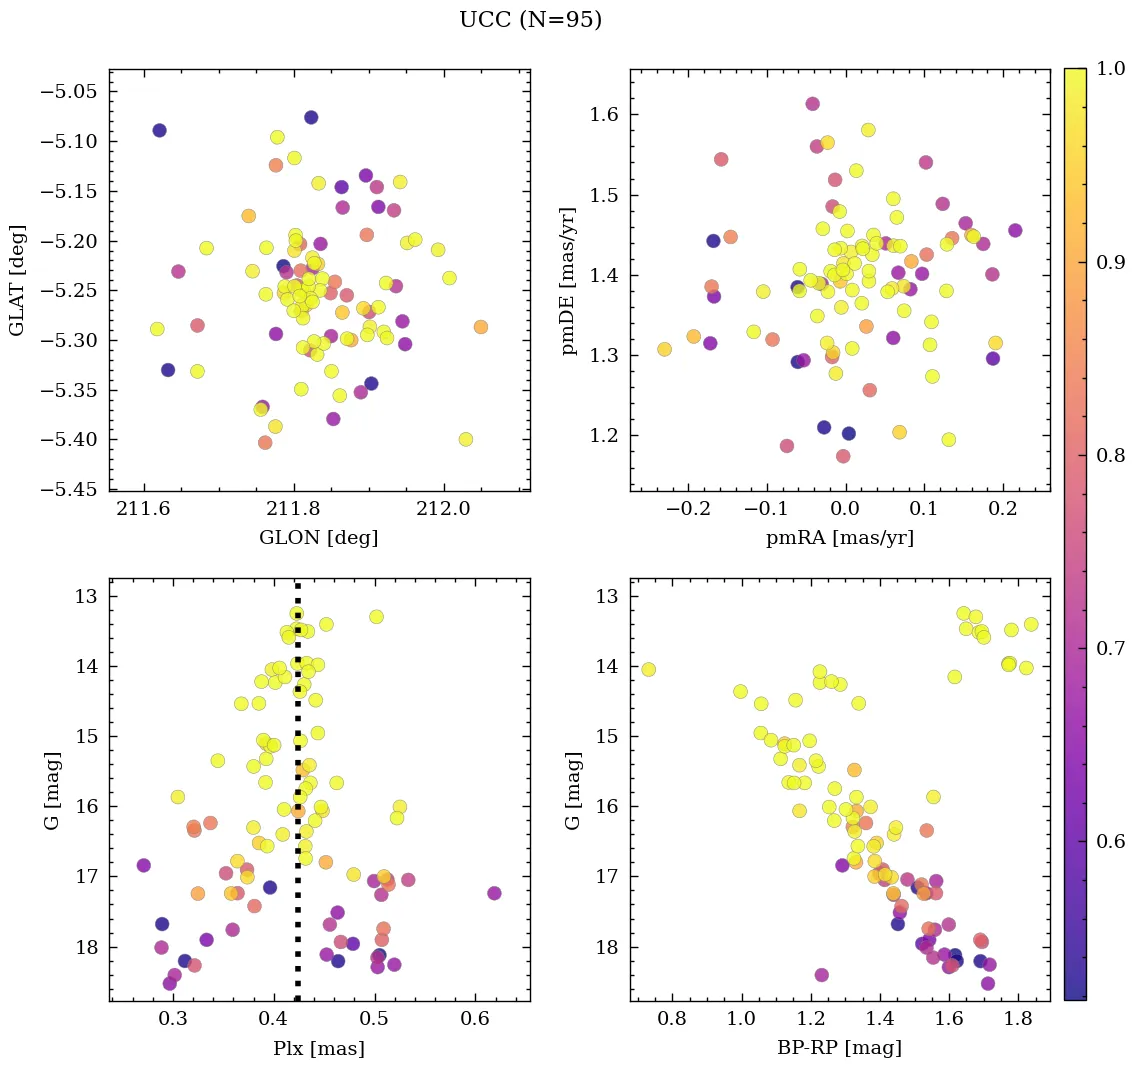 UCC (N=95)
−5.05
−5.10
−5.15
−5.20
−5.25
−5.30
−5.35
−5.40
−5.45
GLAT [deg]
211.6 211.8 212.0
GLON [deg]
1.6
1.5
1.4
1.3
1.2
pmDE [mas/yr]
−0.2 −0.1 0.0 0.1 0.2
pmRA [mas/yr]
13
14
15
16
17
18
G [mag]
0.3 0.4 0.5 0.6
Plx [mas]
13
14
15
16
17
18
G [mag]
0.8 1.0 1.2 1.4 1.6 1.8
BP-RP [mag]
1.0
0.9
0.8
0.7
0.6